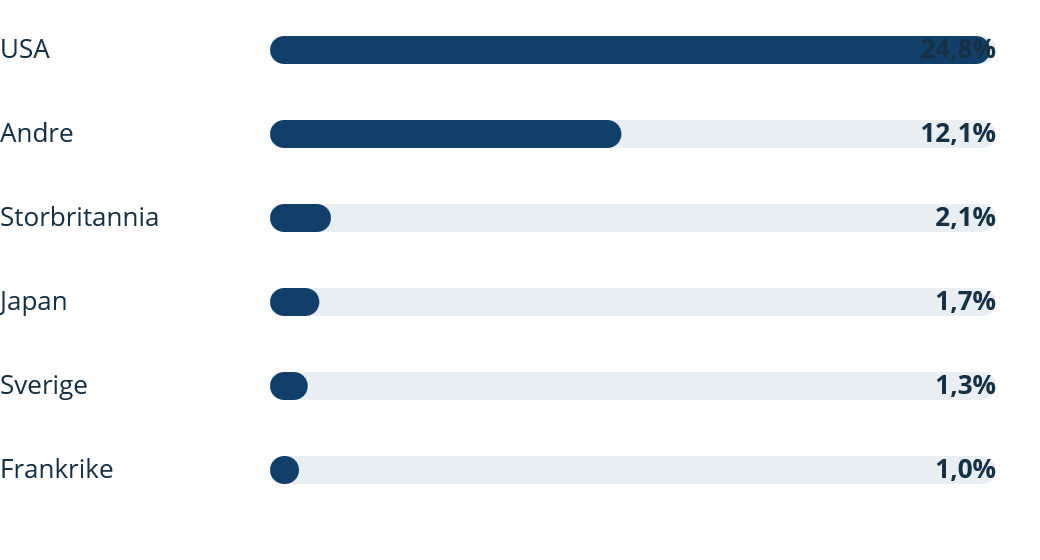 USA 24,8%
Andre 12,1%
Storbritannia 2,1%
Japan 1,7%
Sverige 1,3%
Frankrike 1,0%